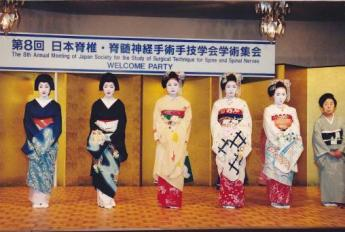 第8回 日本脊椎・脊髄神経手術手技学会学術集会
The 8th Annual Meeting of Japan Society for the Study of Surgical Technique for Spine and Spinal Nerves
WELCOME PARTY